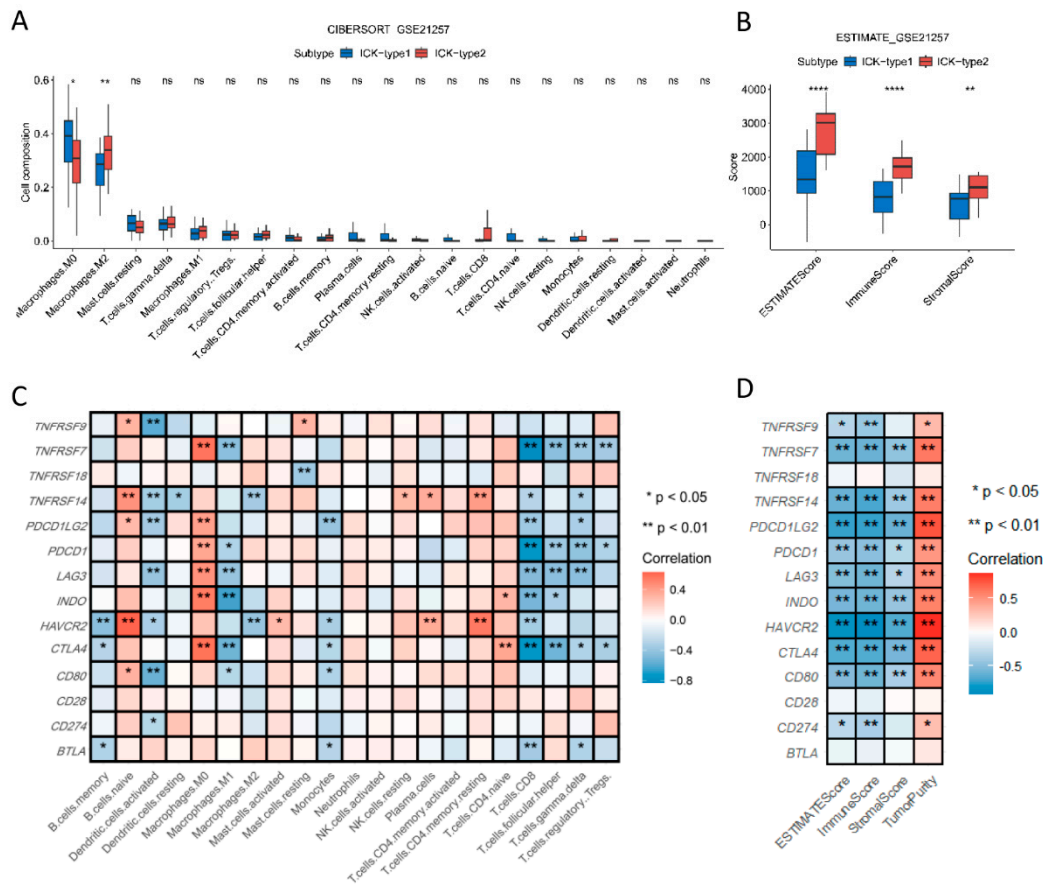 A
CIBERSORT_GSE21257
Subtype ICK-type1 ICK-type2
* ** ns ns ns ns ns ns ns ns ns ns ns ns ns ns ns ns ns ns ns ns
0.6
0.4
0.2
0.0
Cell composition
Macrophages.M0
Macrophages.M2
Mast.cells.resting
T.cells.gamma.delta
Macrophages.M1
T.cells.regulatory..Tregs.
T.cells.follicular.helper
T.cells.CD4.memory.activated
B.cells.memory
Plasma.cells
T.cells.CD4.memory.resting
NK.cells.activated
B.cells.naive
T.cells.CD8
T.cells.CD4.naive
NK.cells.resting
Monocytes
Dendritic.cells.resting
Dendritic.cells.activated
Mast.cells.activated
Neutrophils
B
ESTIMATE_GSE21257
Subtype ICK-type1 ICK-type2
**** **** **
4000
3000
2000
1000
0
Score
ESTIMATEScore
ImmuneScore
StromalScore
C
TNFRSF9 * ** *
TNFRSF7 ** ** ** ** ** **
TNFRSF18 **
TNFRSF14 ** ** * ** * * ** * *
PDCD1LG2 * ** ** ** ** *
PDCD1 ** * ** ** ** *
LAG3 ** ** ** ** ** **
INDO ** ** * ** *
HAVCR2 ** ** * ** * * ** ** **
CTLA4 * ** ** * ** ** ** * *
CD80 * ** * *
CD28
CD274 *
BTLA * * ** *
B.cells.memory
B.cells.naive
Dendritic.cells.activated
Dendritic.cells.resting
Macrophages.M0
Macrophages.M1
Macrophages.M2
Mast.cells.activated
Mast.cells.resting
Monocytes
Neutrophils
NK.cells.activated
NK.cells.resting
Plasma.cells
T.cells.CD4.memory.activated
T.cells.CD4.memory.resting
T.cells.CD4.naive
T.cells.CD8
T.cells.follicular.helper
T.cells.gamma.delta
T.cells.regulatory..Tregs.
* p < 0.05
** p < 0.01
Correlation
0.4
0.0
−0.4
−0.8
D
TNFRSF9 * ** *
TNFRSF7 ** ** ** **
TNFRSF18
TNFRSF14 ** ** ** **
PDCD1LG2 ** ** ** **
PDCD1 ** ** * **
LAG3 ** ** * **
INDO ** ** ** **
HAVCR2 ** ** ** **
CTLA4 ** ** ** **
CD80 ** ** ** **
CD28
CD274 * ** *
BTLA
ESTIMATEScore
ImmuneScore
StromalScore
TumorPurity
* p < 0.05
** p < 0.01
Correlation
0.5
0.0
−0.5